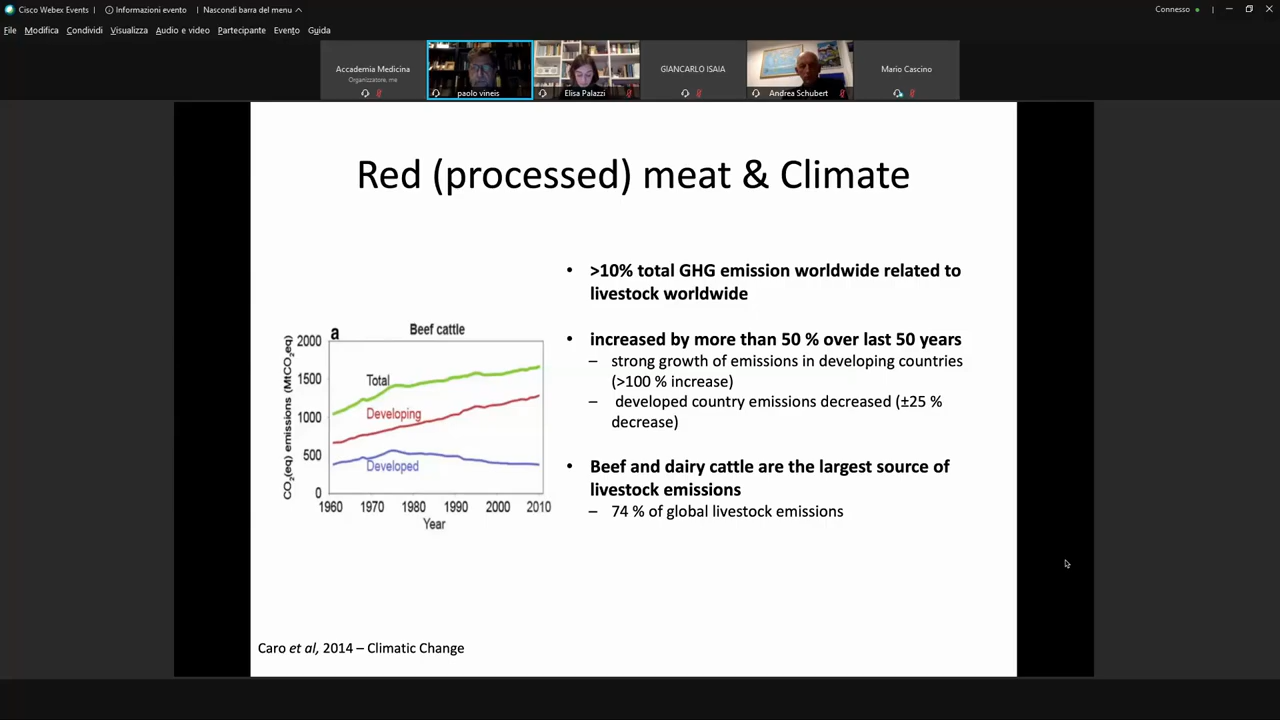 Cisco Webex Events
Informazioni evento
Nascondi barra del menu
Connesso
File Modifica Condividi Visualizza Audio e video Partecipante Evento Guida
Accademia Medicina
Organizzatore, me
paolo vineis
Elisa Palazzi
GIANCARLO ISAIA
Andrea Schubert
Mario Cascino
Red (processed) meat & Climate
• >10% total GHG emission worldwide related to
livestock worldwide
• increased by more than 50 % over last 50 years
– strong growth of emissions in developing countries
(>100 % increase)
– developed country emissions decreased (±25 %
decrease)
• Beef and dairy cattle are the largest source of
livestock emissions
– 74 % of global livestock emissions
a
Beef cattle
CO2(eq) emissions (MtCO2eq)
2000
1500
1000
500
0
Total
Developing
Developed
1960 1970 1980 1990 2000 2010
Year
Caro et al, 2014 – Climatic Change